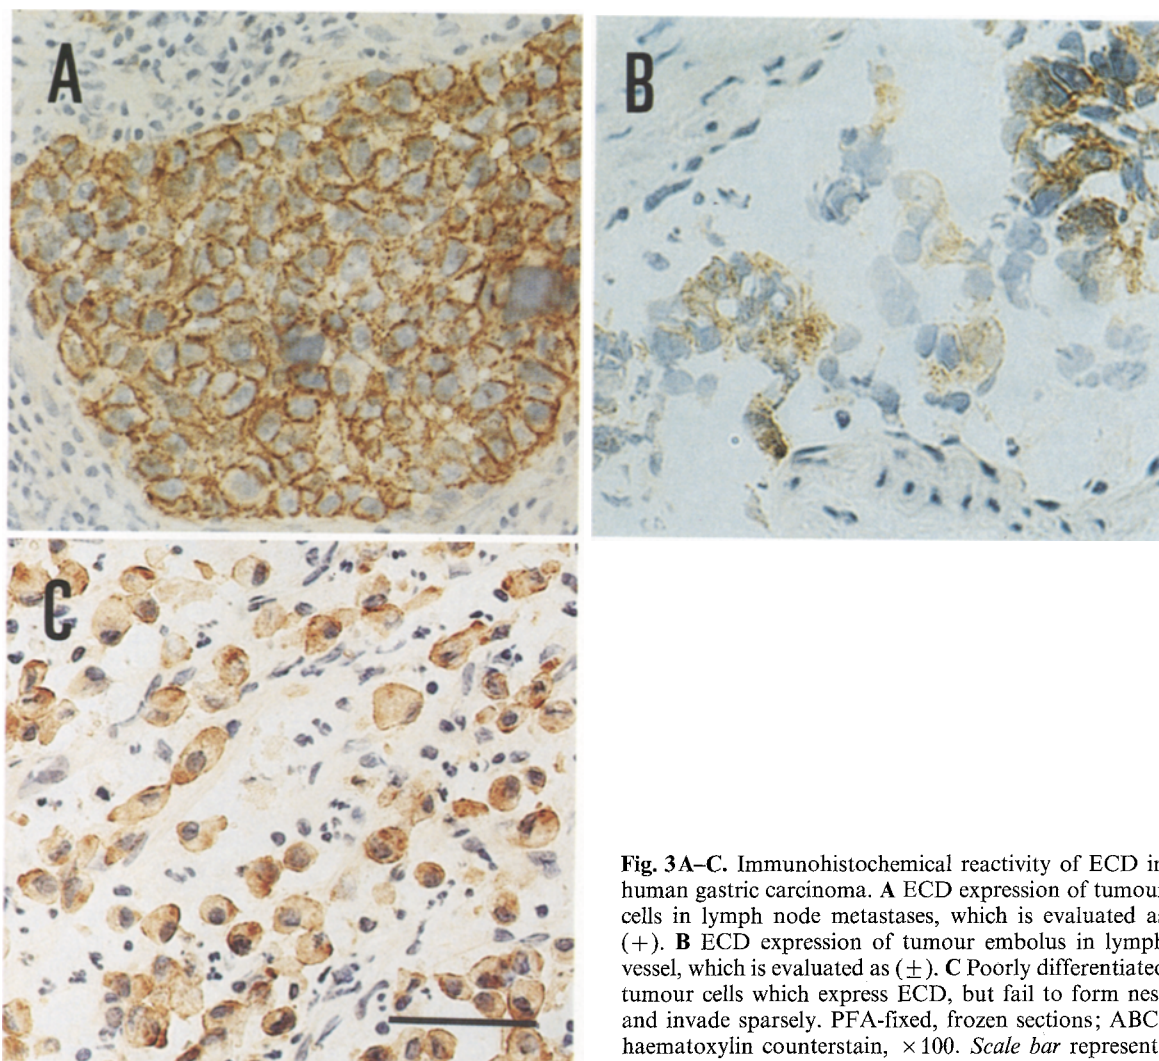 A
B
C
Fig. 3A–C. Immunohistochemical reactivity of ECD in
human gastric carcinoma. A ECD expression of tumour
cells in lymph node metastases, which is evaluated as
(+). B ECD expression of tumour embolus in lymph
vessel, which is evaluated as (±). C Poorly differentiated
tumour cells which express ECD, but fail to form nes
and invade sparsely. PFA-fixed, frozen sections; ABC,
haematoxylin counterstain, ×100. Scale bar represent